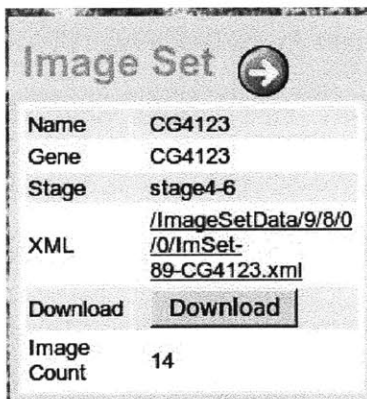 Image Set
Name CG4123
Gene CG4123
Stage stage4-6
/ImageSetData/9/8/0
XML /0/ImSet-
89-CG4123.xml
Download Download
Image
Count 14